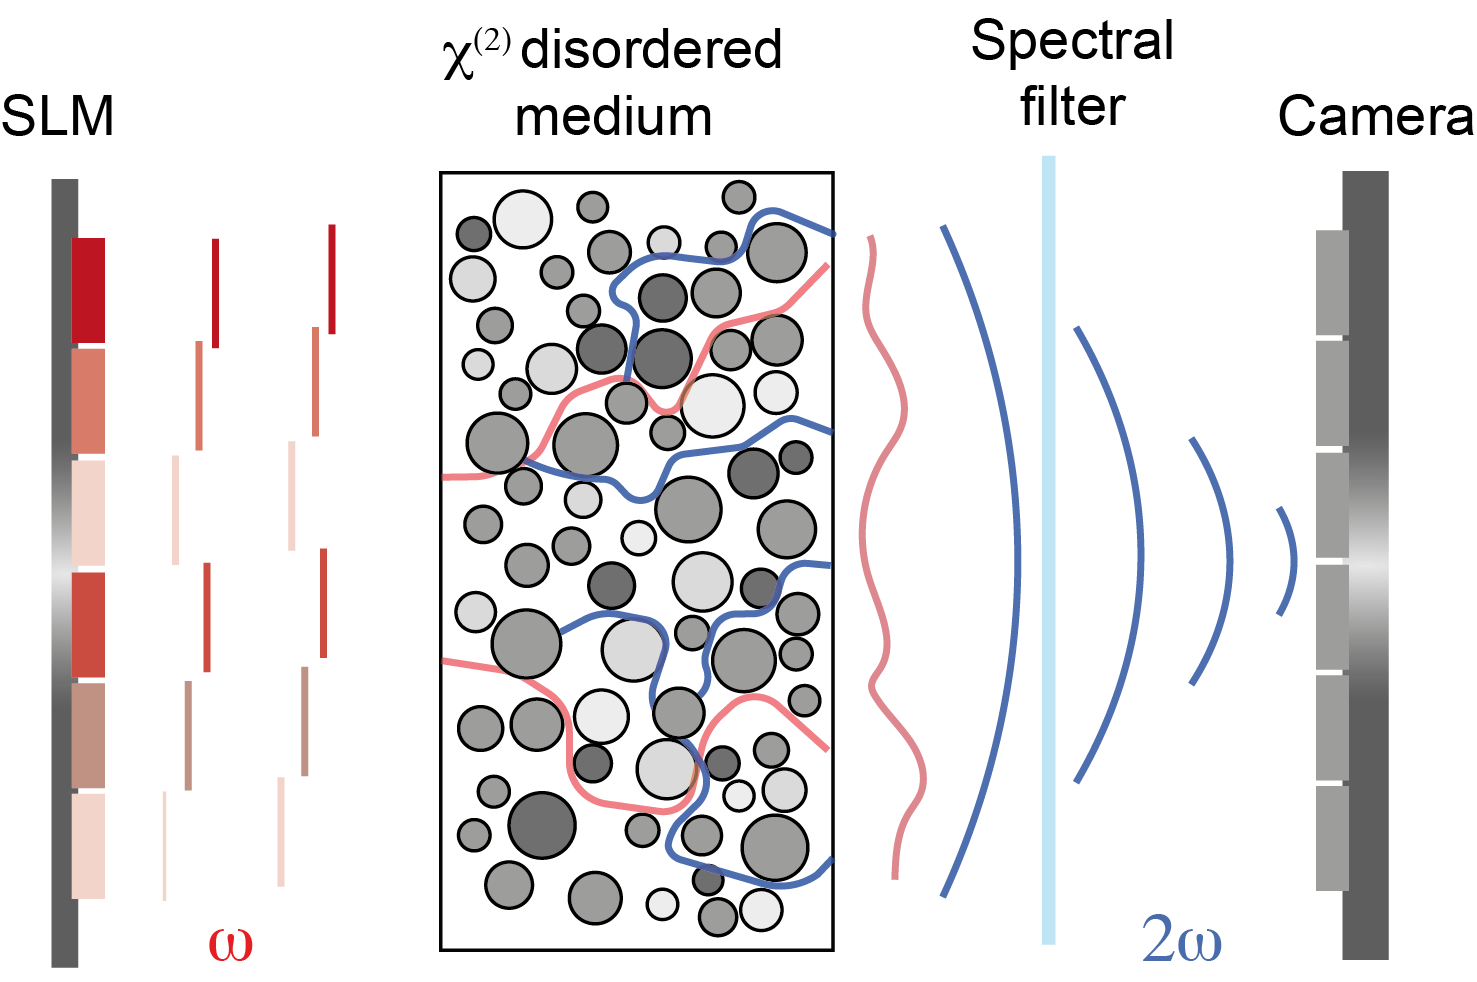 SLM
χ⁽²⁾ disordered
medium
Spectral
filter
Camera
ω
2ω